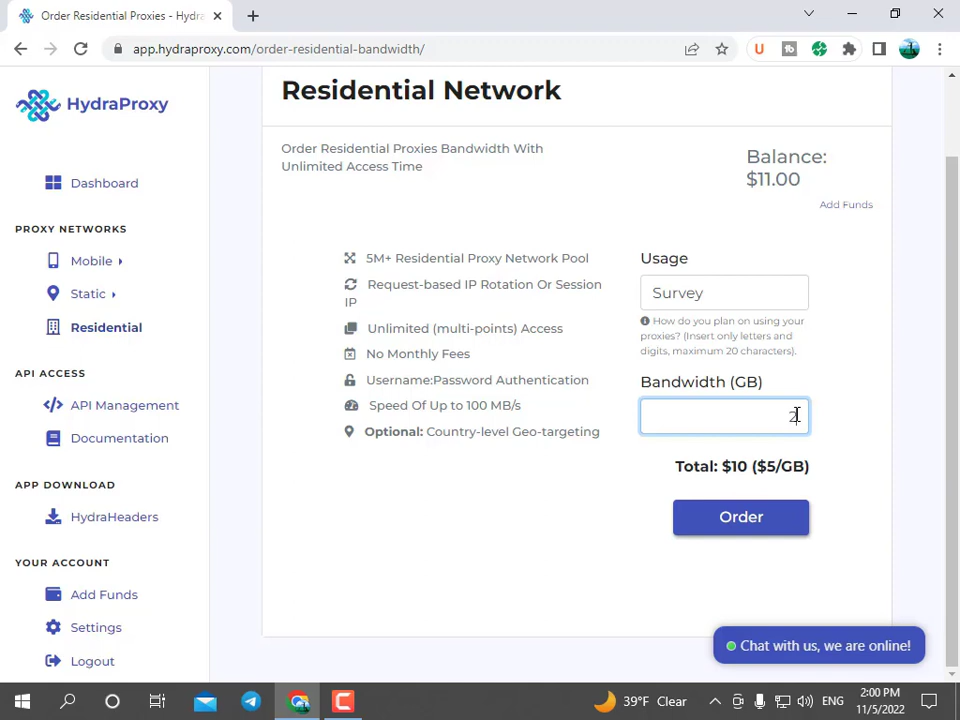 Order Residential Proxies - Hydra
app.hydraproxy.com/order-residential-bandwidth/
U
HydraProxy
Dashboard
PROXY NETWORKS
Mobile
Static
Residential
API ACCESS
API Management
Documentation
APP DOWNLOAD
HydraHeaders
YOUR ACCOUNT
Add Funds
Settings
Logout
Residential Network
Order Residential Proxies Bandwidth With
Unlimited Access Time
Balance:
$11.00
Add Funds
5M+ Residential Proxy Network Pool
Request-based IP Rotation Or Session
IP
Unlimited (multi-points) Access
No Monthly Fees
Username:Password Authentication
Speed Of Up to 100 MB/s
Optional: Country-level Geo-targeting
Usage
Survey
How do you plan on using your
proxies? (Insert only letters and
digits, maximum 20 characters).
Bandwidth (GB)
2
Total: $10 ($5/GB)
Order
Chat with us, we are online!
39°F Clear
ENG
2:00 PM
11/5/2022